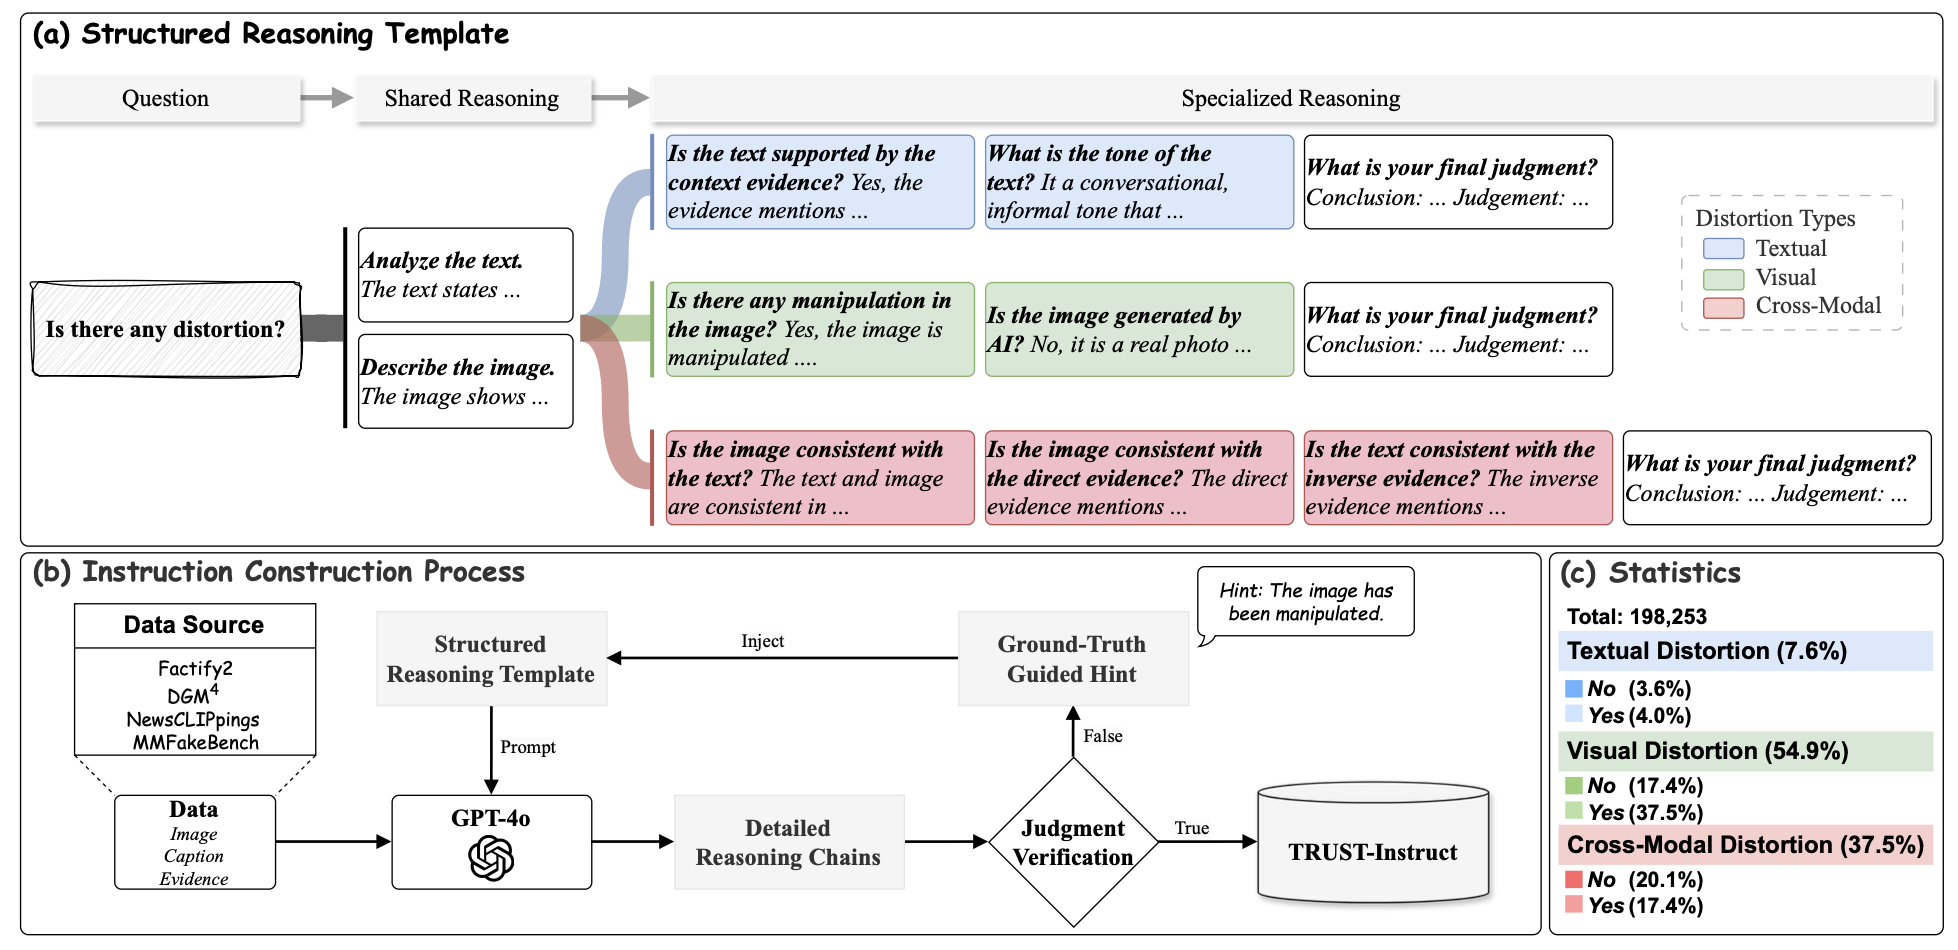 (a) Structured Reasoning Template
Question
Shared Reasoning
Specialized Reasoning
Is there any distortion?
Analyze the text.
The text states ...
Describe the image.
The image shows ...
Is the text supported by the
context evidence? Yes, the
evidence mentions ...
What is the tone of the
text? It a conversational,
informal tone that ...
What is your final judgment?
Conclusion: ... Judgement: ...
Is there any manipulation in
the image? Yes, the image is
manipulated ....
Is the image generated by
AI? No, it is a real photo ...
What is your final judgment?
Conclusion: ... Judgement: ...
Is the image consistent with
the text? The text and image
are consistent in ...
Is the image consistent with
the direct evidence? The direct
evidence mentions ...
Is the text consistent with the
inverse evidence? The inverse
evidence mentions ...
What is your final judgment?
Conclusion: ... Judgement: ...
Distortion Types
Textual
Visual
Cross-Modal
(b) Instruction Construction Process
Data Source
Factify2
DGM⁴
NewsCLIPpings
MMFakeBench
Data
Image
Caption
Evidence
Structured
Reasoning Template
Prompt
GPT-4o
Detailed
Reasoning Chains
Judgment
Verification
False
True
Ground-Truth
Guided Hint
Inject
Hint: The image has
been manipulated.
TRUST-Instruct
(c) Statistics
Total: 198,253
Textual Distortion (7.6%)
No (3.6%)
Yes (4.0%)
Visual Distortion (54.9%)
No (17.4%)
Yes (37.5%)
Cross-Modal Distortion (37.5%)
No (20.1%)
Yes (17.4%)